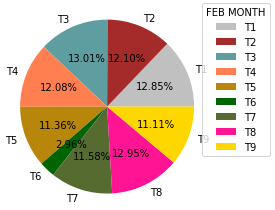 FEB MONTH
T1
T2
T3
T4
T5
T6
T7
T8
T9
T1
12.85%
T2
12.10%
T3
13.01%
T4
12.08%
T5
11.36%
T6
2.96%
T7
11.58%
T8
12.95%
T9
11.11%